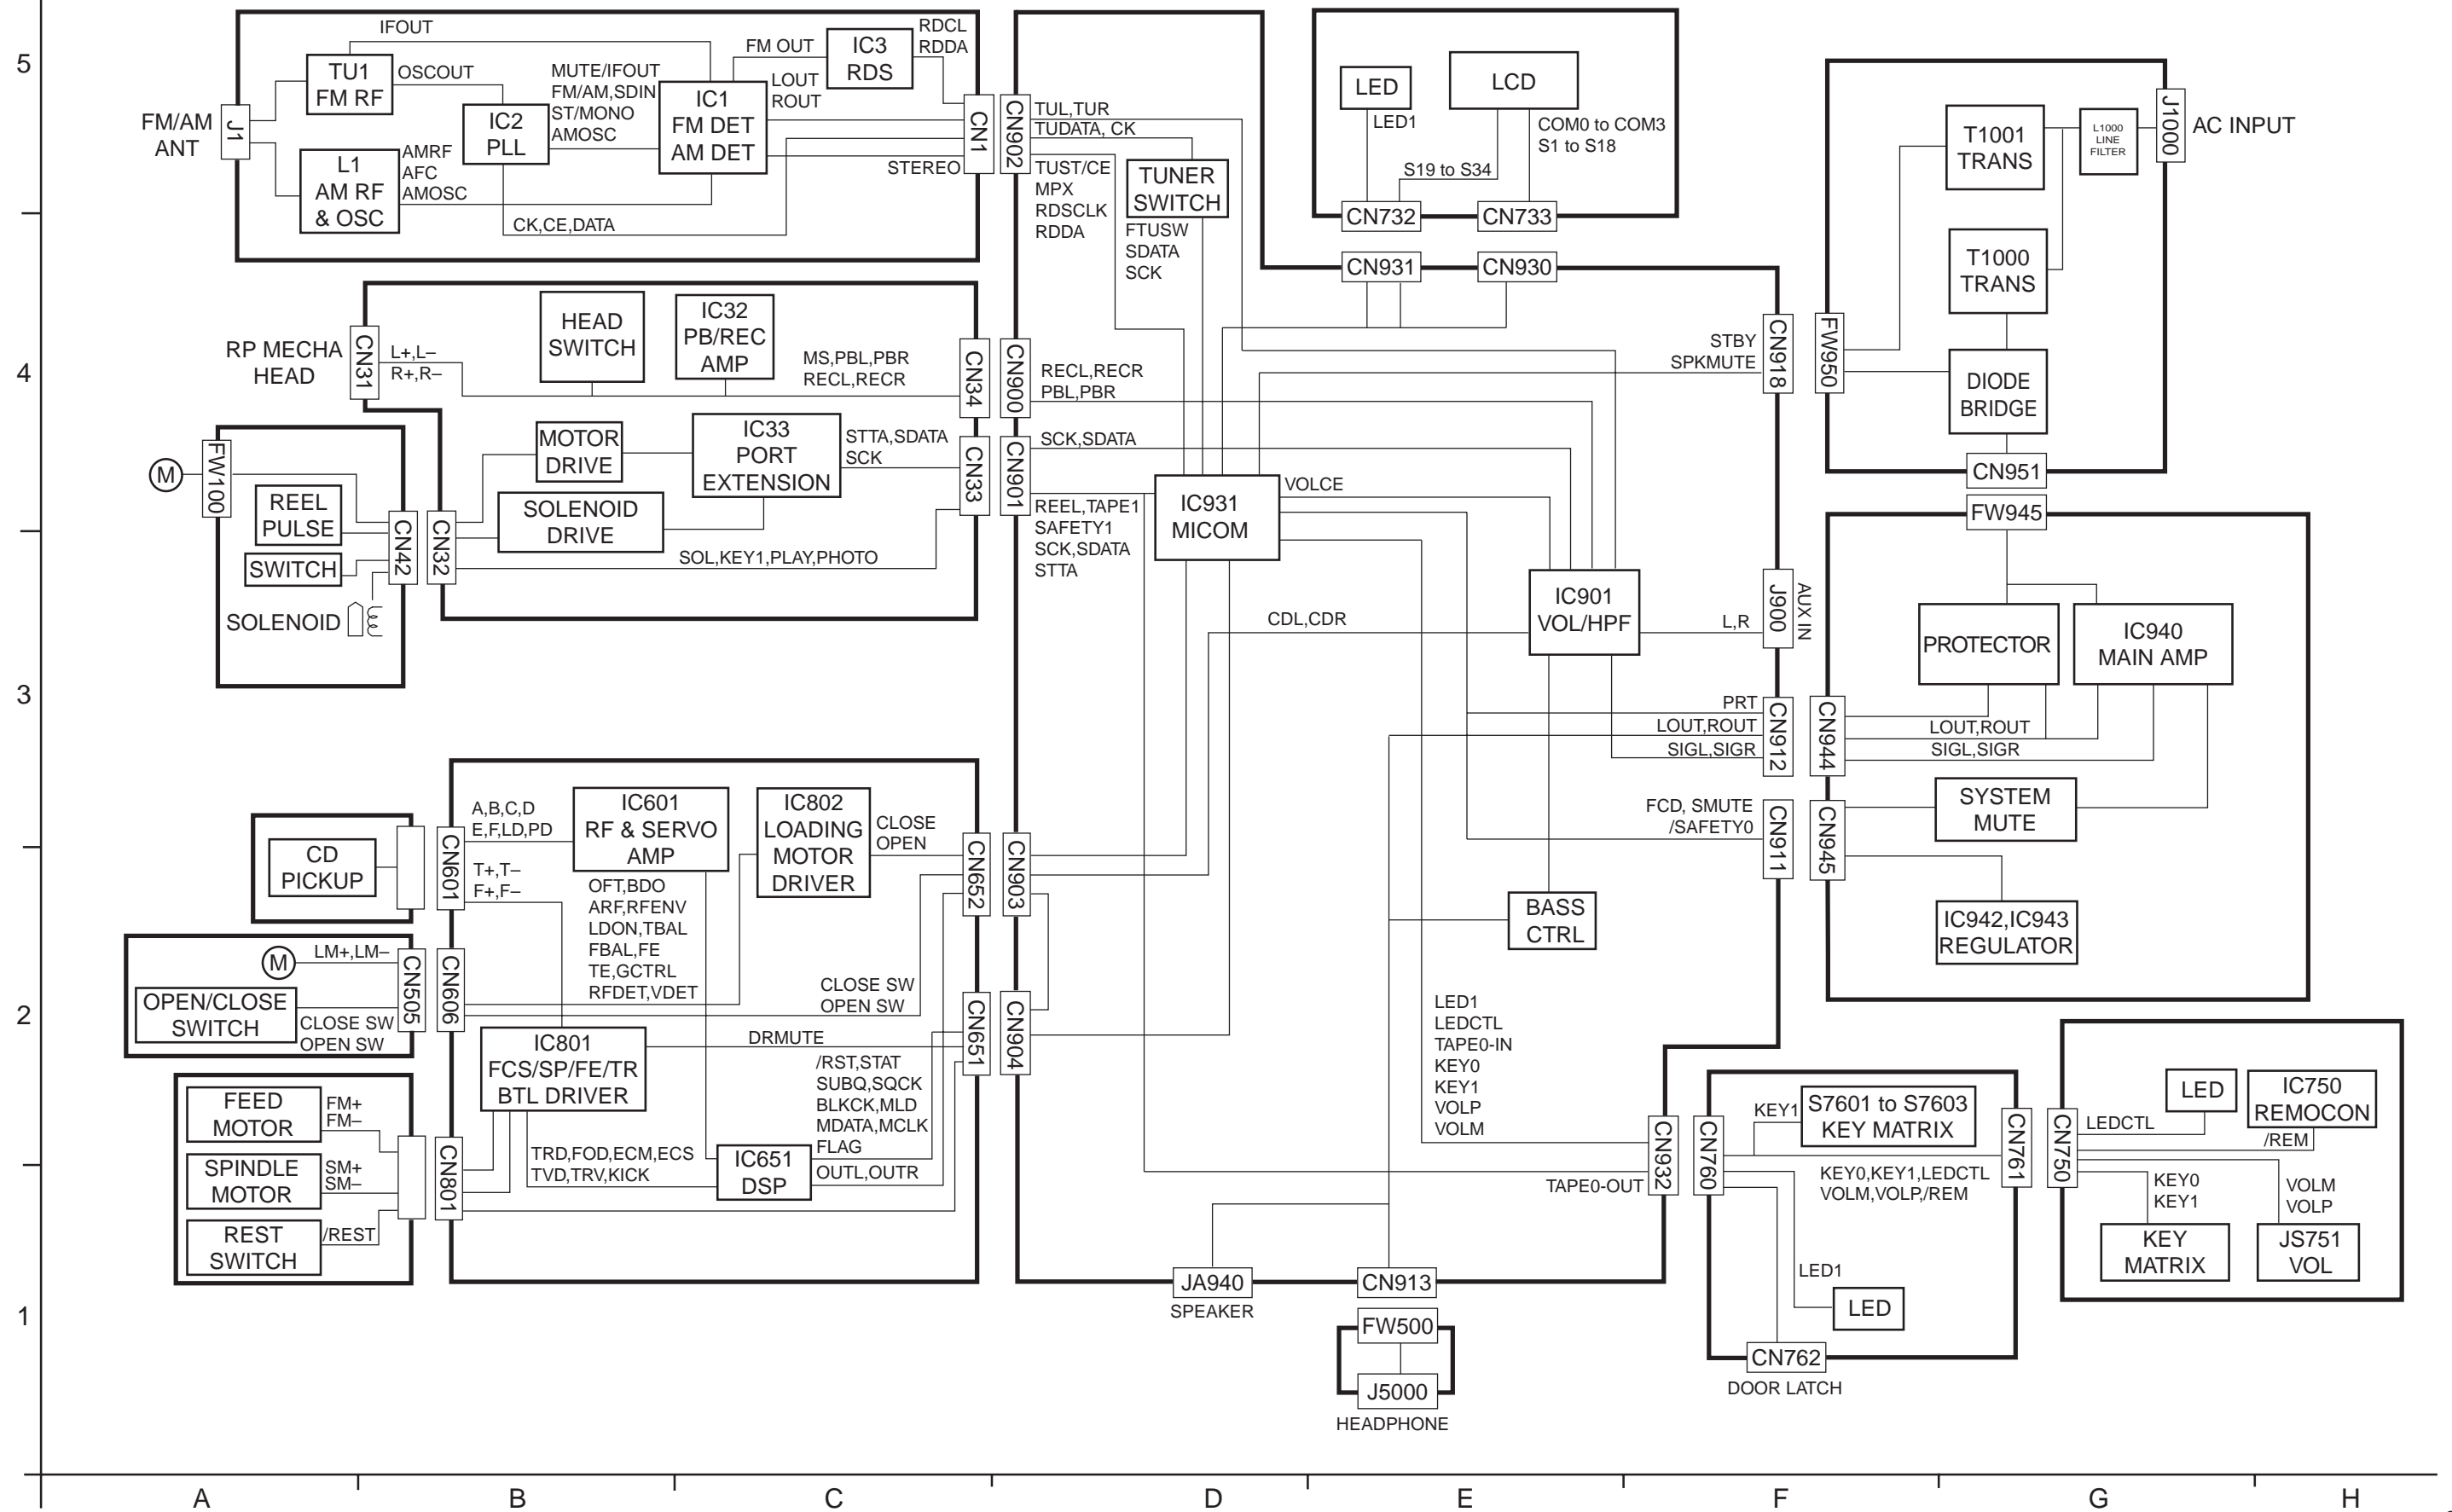 5
4
3
2
1
A
B
C
D
E
F
G
H
FM/AM
ANT
J1
TU1
FM RF
IFOUT
OSCOUT
L1
AM RF
& OSC
AMRF
AFC
AMOSC
IC2
PLL
MUTE/IFOUT
FM/AM,SDIN
ST/MONO
AMOSC
CK,CE,DATA
IC1
FM DET
AM DET
FM OUT
LOUT
ROUT
IC3
RDS
RDCL
RDDA
STEREO
CN1
CN902
TUL,TUR
TUDATA, CK
TUST/CE
MPX
RDSCLK
RDDA
TUNER
SWITCH
FTUSW
SDATA
SCK
LED
LED1
LCD
COM0 to COM3
S1 to S18
S19 to S34
CN732
CN733
CN931
CN930
T1001
TRANS
L1000
LINE
FILTER
J1000
AC INPUT
T1000
TRANS
DIODE
BRIDGE
FW950
CN951
RP MECHA
HEAD
CN31
L+,L–
R+,R–
HEAD
SWITCH
IC32
PB/REC
AMP
MS,PBL,PBR
RECL,RECR
CN34
CN900
RECL,RECR
PBL,PBR
STBY
SPKMUTE
CN918
M
FW100
REEL
PULSE
SWITCH
SOLENOID
CN42
CN32
MOTOR
DRIVE
SOLENOID
DRIVE
IC33
PORT
EXTENSION
STTA,SDATA
SCK
SOL,KEY1,PLAY,PHOTO
CN33
CN901
SCK,SDATA
REEL,TAPE1
SAFETY1
SCK,SDATA
STTA
IC931
MICOM
VOLCE
IC901
VOL/HPF
CDL,CDR
L,R
J900
AUX IN
PRT
LOUT,ROUT
SIGL,SIGR
CN912
FCD, SMUTE
/SAFETY0
CN911
BASS
CTRL
FW945
PROTECTOR
IC940
MAIN AMP
CN944
LOUT,ROUT
SIGL,SIGR
SYSTEM
MUTE
CN945
IC942,IC943
REGULATOR
CD
PICKUP
CN601
A,B,C,D
E,F,LD,PD
T+,T–
F+,F–
IC601
RF & SERVO
AMP
OFT,BDO
ARF,RFENV
LDON,TBAL
FBAL,FE
TE,GCTRL
RFDET,VDET
IC802
LOADING
MOTOR
DRIVER
CLOSE
OPEN
CN652
CN903
M
LM+,LM–
OPEN/CLOSE
SWITCH
CLOSE SW
OPEN SW
CN505
CN606
CLOSE SW
OPEN SW
IC801
FCS/SP/FE/TR
BTL DRIVER
DRMUTE
CN651
CN904
/RST,STAT
SUBQ,SQCK
BLKCK,MLD
MDATA,MCLK
FLAG
OUTL,OUTR
TRD,FOD,ECM,ECS
TVD,TRV,KICK
IC651
DSP
FEED
MOTOR
FM+
FM–
SPINDLE
MOTOR
SM+
SM–
REST
SWITCH
/REST
CN801
LED1
LEDCTL
TAPE0-IN
KEY0
KEY1
VOLP
VOLM
TAPE0-OUT
CN932
CN760
KEY1
S7601 to S7603
KEY MATRIX
KEY0,KEY1,LEDCTL
VOLM,VOLP,/REM
CN761
CN750
LED1
LED
CN762
DOOR LATCH
LEDCTL
LED
IC750
REMOCON
/REM
KEY0
KEY1
VOLM
VOLP
KEY
MATRIX
JS751
VOL
JA940
SPEAKER
CN913
FW500
J5000
HEADPHONE